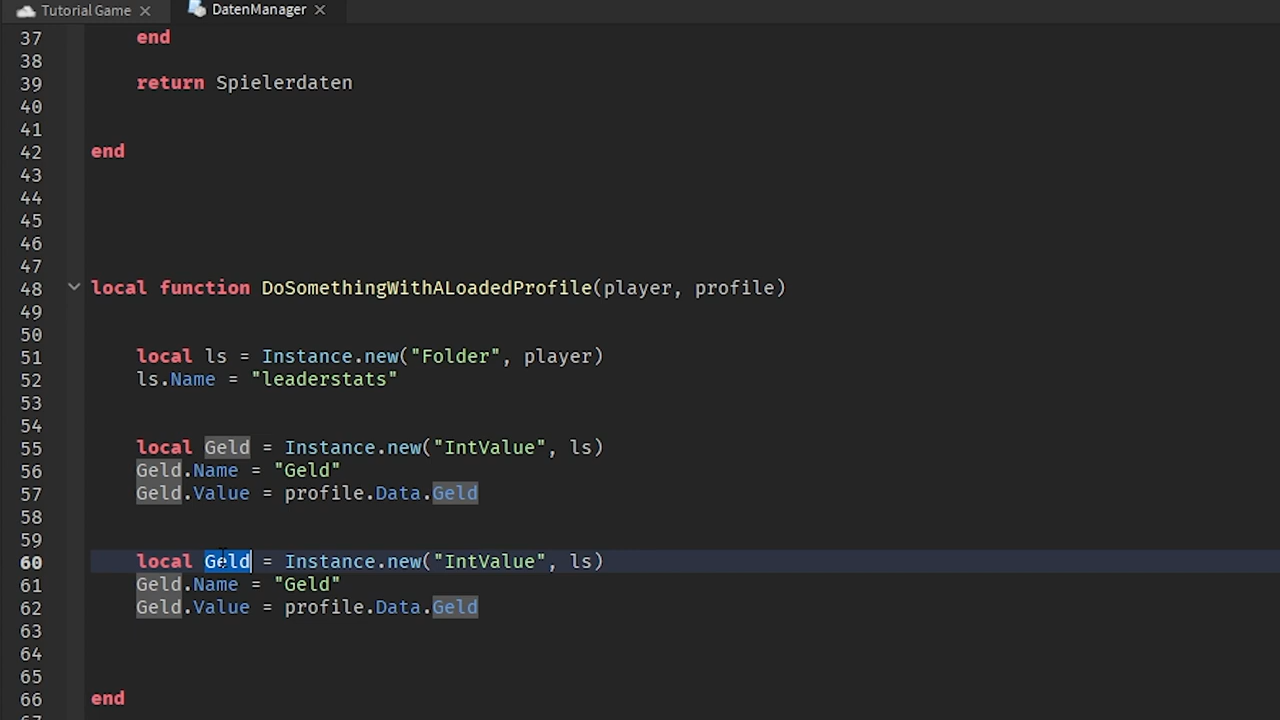 Tutorial Game DatenManager
37 end
38
39 return Spielerdaten
40
41
42 end
43
44
45
46
47
48 local function DoSomethingWithALoadedProfile(player, profile)
49
50
51 local ls = Instance.new("Folder", player)
52 ls.Name = "leaderstats"
53
54
55 local Geld = Instance.new("IntValue", ls)
56 Geld.Name = "Geld"
57 Geld.Value = profile.Data.Geld
58
59
60 local Geld = Instance.new("IntValue", ls)
61 Geld.Name = "Geld"
62 Geld.Value = profile.Data.Geld
63
64
65
66 end